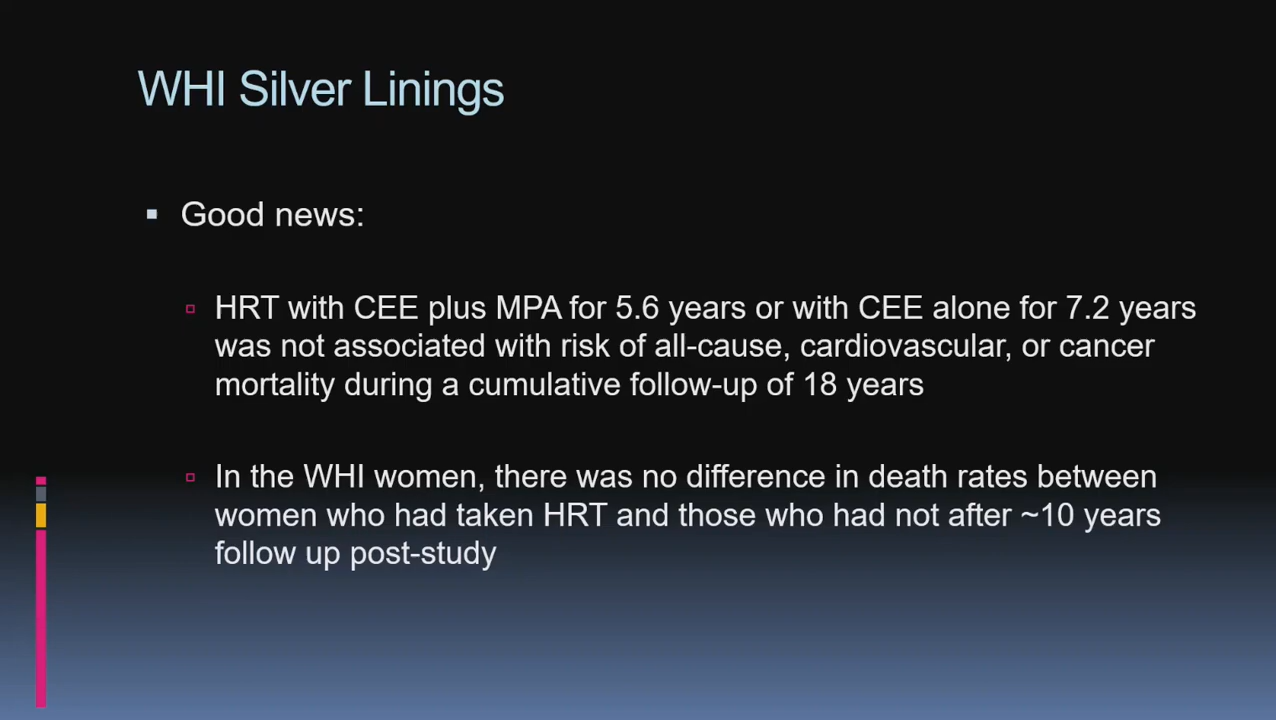 WHI Silver Linings
Good news:
HRT with CEE plus MPA for 5.6 years or with CEE alone for 7.2 years
was not associated with risk of all-cause, cardiovascular, or cancer
mortality during a cumulative follow-up of 18 years
In the WHI women, there was no difference in death rates between
women who had taken HRT and those who had not after ~10 years
follow up post-study